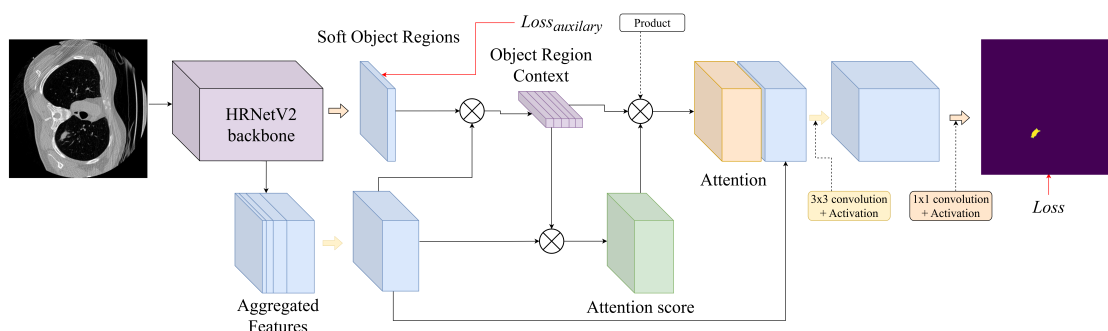 Loss_auxilary
Product
Soft Object Regions
Object Region
Context
HRNetV2
backbone
Attention
3x3 convolution
+ Activation
1x1 convolution
+ Activation
Loss
Aggregated
Features
Attention score